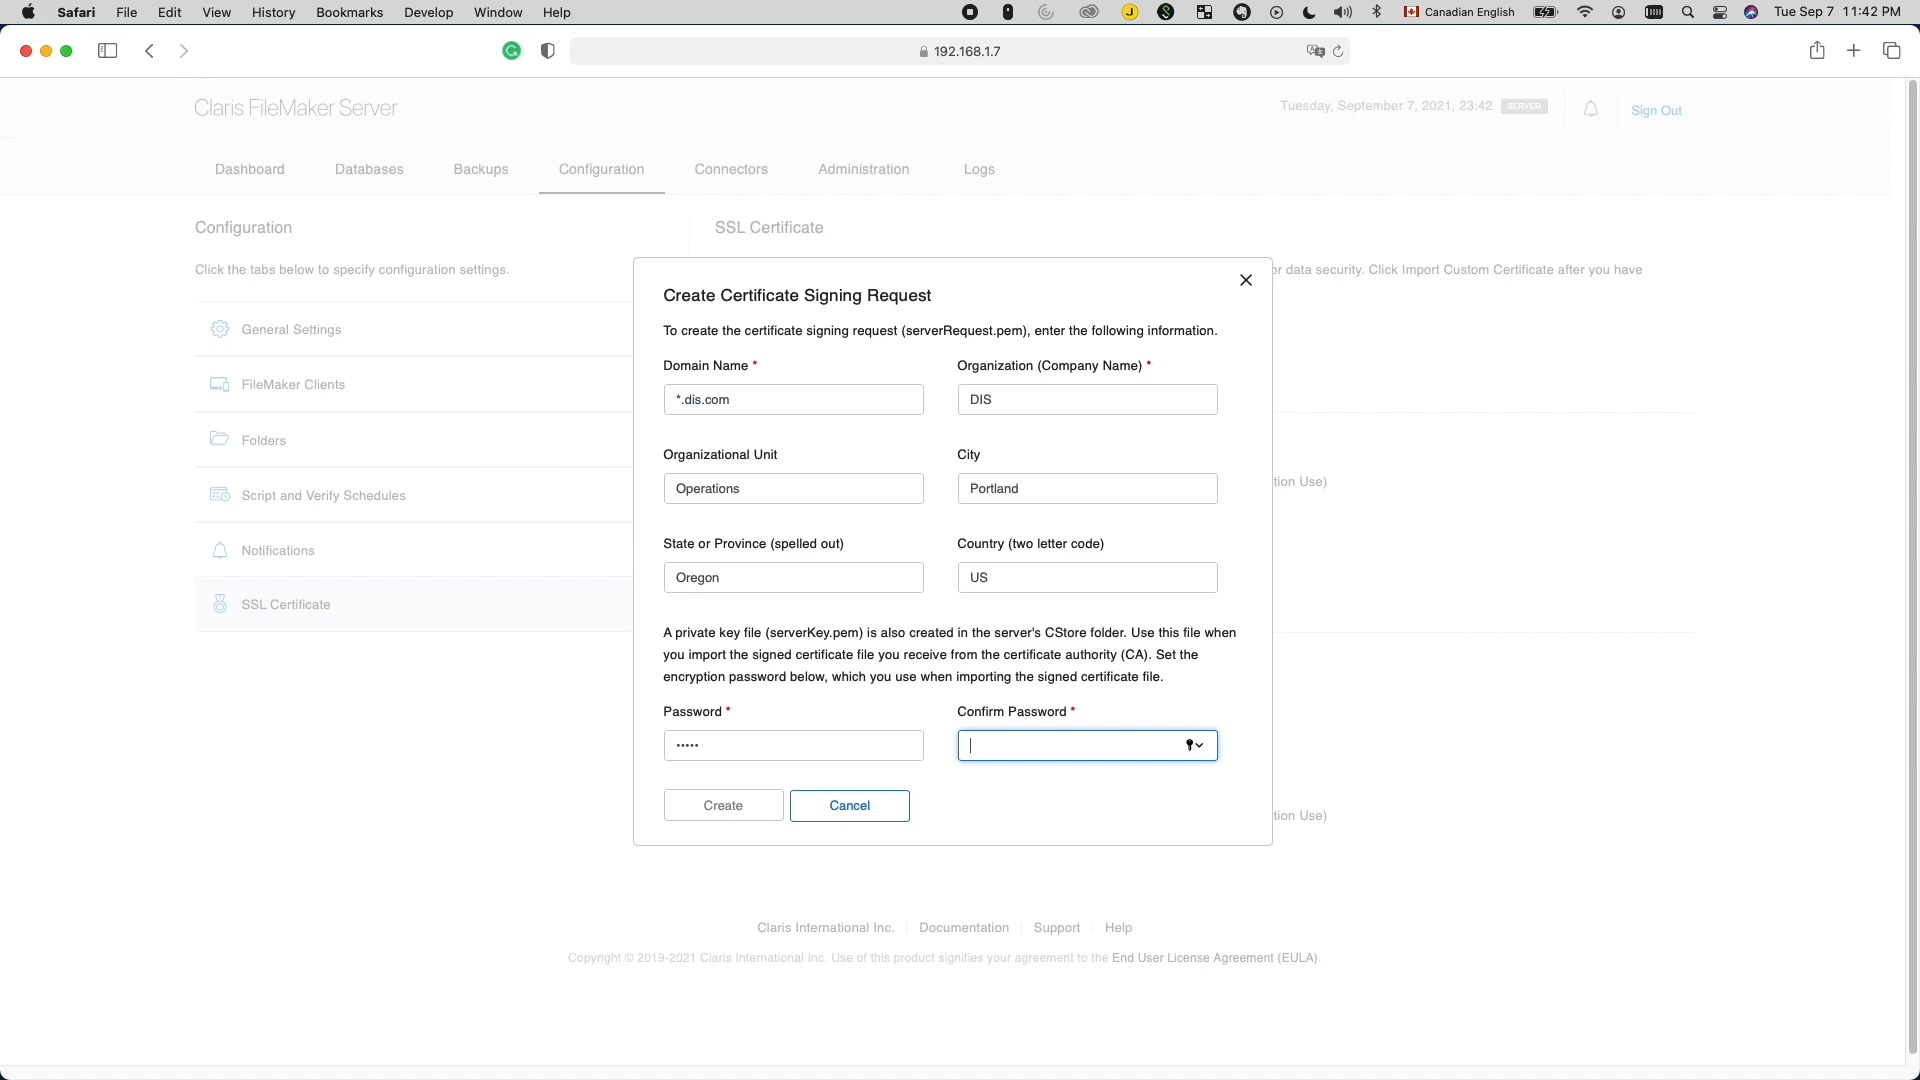 Safari File Edit View History Bookmarks Develop Window Help Canadian English Tue Sep 7 11:42 PM
192.168.1.7
Claris FileMaker Server
Tuesday, September 7, 2021, 23:42 SERVER Sign Out
Dashboard Databases Backups Configuration Connectors Administration Logs
Configuration
Click the tabs below to specify configuration settings.
General Settings
FileMaker Clients
Folders
Script and Verify Schedules
Notifications
SSL Certificate
SSL Certificate
or data security. Click Import Custom Certificate after you have
tion Use)
tion Use)
Create Certificate Signing Request
To create the certificate signing request (serverRequest.pem), enter the following information.
Domain Name * Organization (Company Name) *
*.dis.com DIS
Organizational Unit City
Operations Portland
State or Province (spelled out) Country (two letter code)
Oregon US
A private key file (serverKey.pem) is also created in the server's CStore folder. Use this file when
you import the signed certificate file you receive from the certificate authority (CA). Set the
encryption password below, which you use when importing the signed certificate file.
Password * Confirm Password *
•••••
Create Cancel
Claris International Inc. Documentation Support Help
Copyright © 2019-2021 Claris International Inc. Use of this product signifies your agreement to the End User License Agreement (EULA).